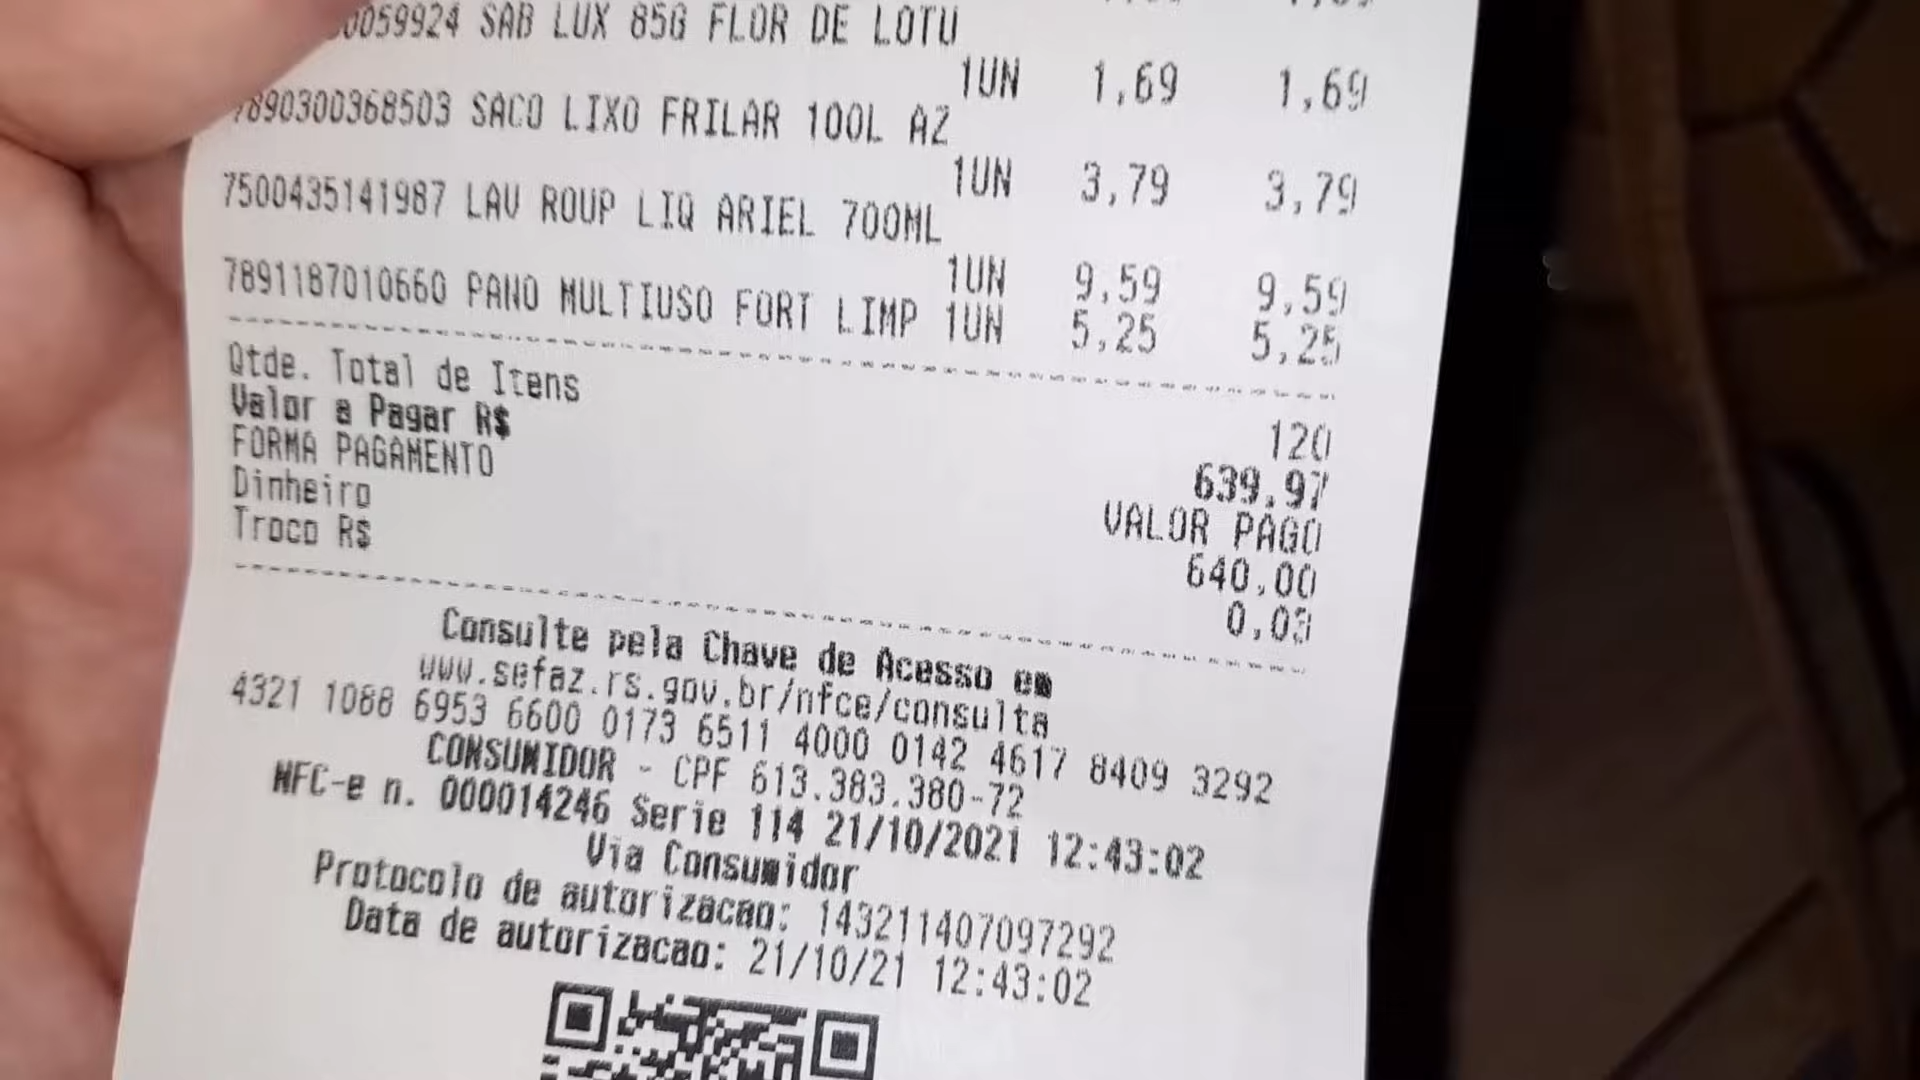 0059924 SAB LUX 85G FLOR DE LOTU
1UN 1,69 1,69
7890300368503 SACO LIXO FRILAR 100L AZ
1UN 3,79 3,79
7500435141987 LAV ROUP LIQ ARIEL 700ML
1UN 9,59 9,59
7891187010660 PANO MULTIUSO FORT LIMP 1UN 5,25 5,25
Qtde. Total de Itens 120
Valor a Pagar R$ 639,97
FORMA PAGAMENTO VALOR PAGO
Dinheiro 640,00
Troco R$ 0,03
Consulte pela Chave de Acesso em
www.sefaz.rs.gov.br/nfce/consulta
4321 1088 6953 6600 0173 6511 4000 0142 4617 8409 3292
CONSUMIDOR - CPF 613.383.380-72
NFC-e n. 000014246 Serie 114 21/10/2021 12:43:02
Via Consumidor
Protocolo de autorizacao: 143211407097292
Data de autorizacao: 21/10/21 12:43:02